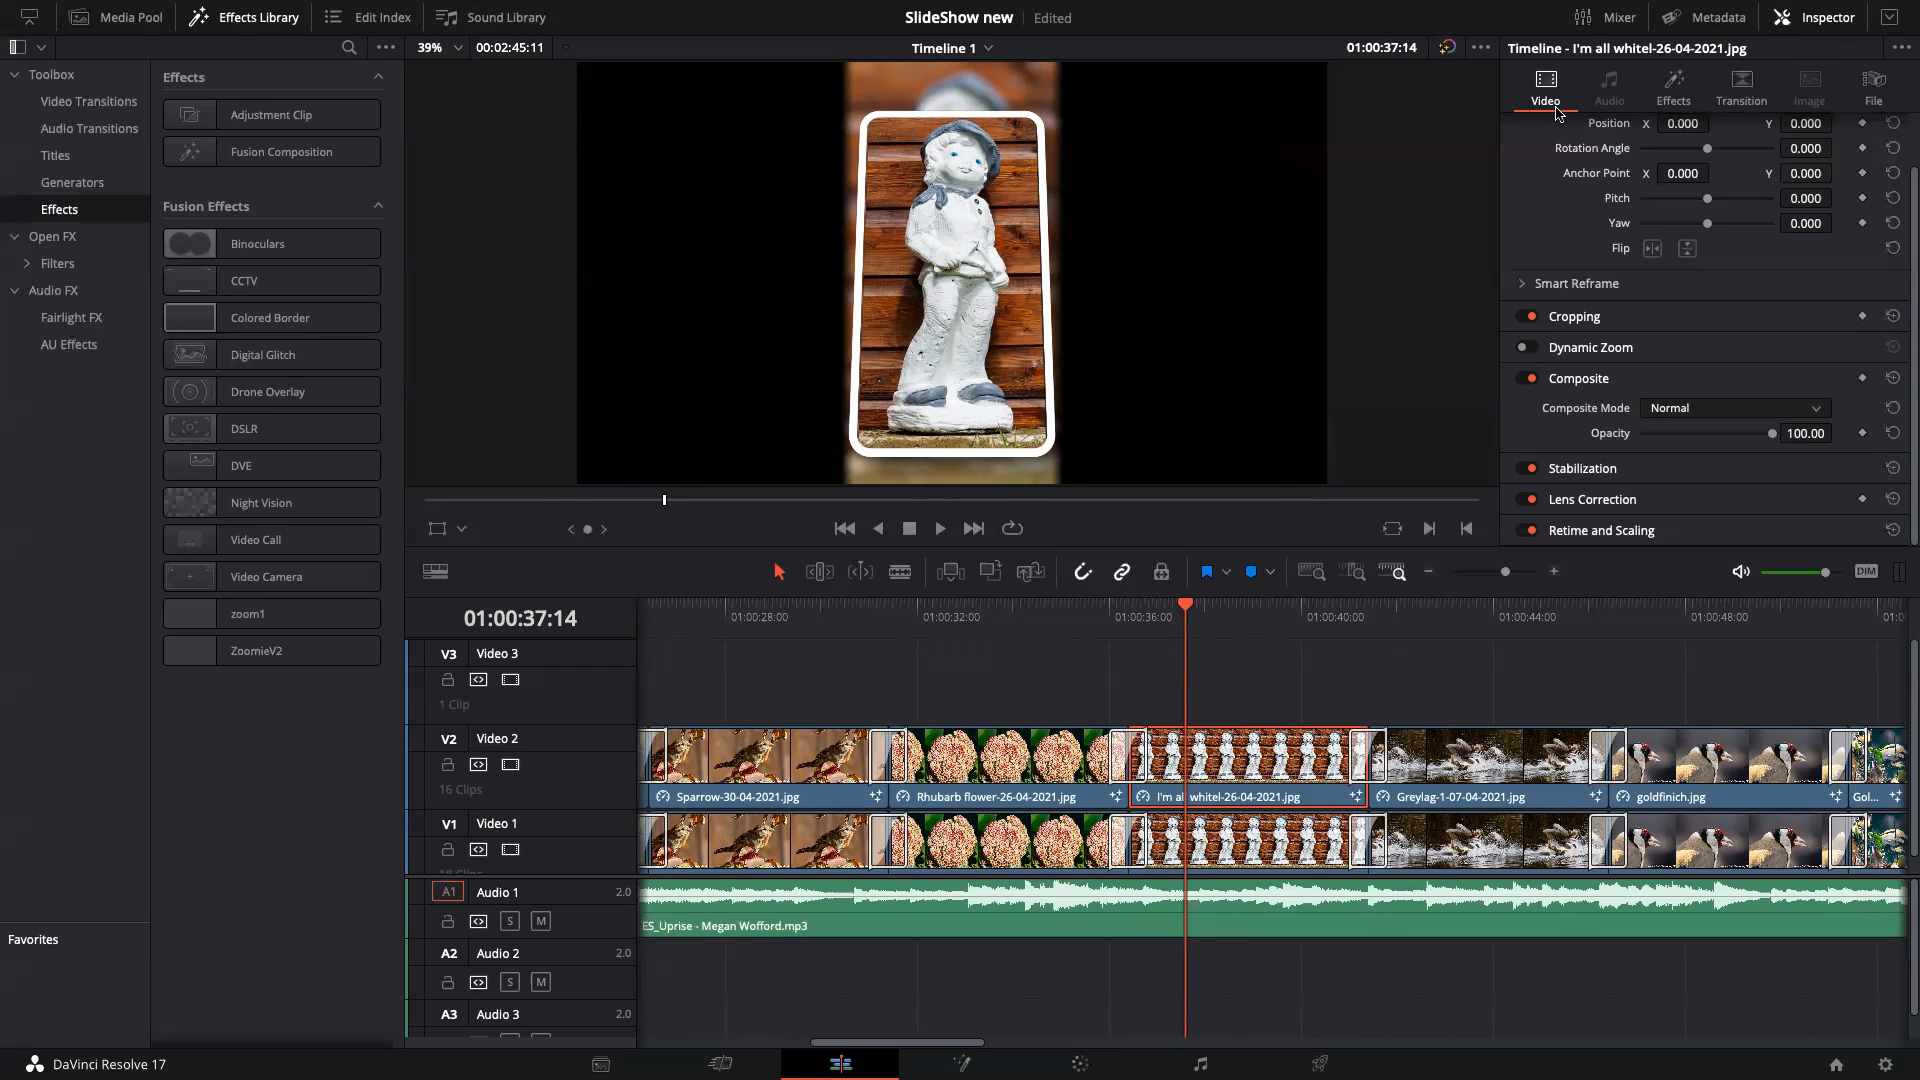 Media Pool
Effects Library
Edit Index
Sound Library
SlideShow new
Edited
Mixer
Metadata
Inspector
39%
00:02:45:11
Timeline 1
01:00:37:14
Timeline - I'm all whitel-26-04-2021.jpg
Toolbox
Video Transitions
Audio Transitions
Titles
Generators
Effects
Open FX
Filters
Audio FX
Fairlight FX
AU Effects
Favorites
Effects
Adjustment Clip
Fusion Composition
Fusion Effects
Binoculars
CCTV
Colored Border
Digital Glitch
Drone Overlay
DSLR
DVE
Night Vision
Video Call
Video Camera
zoom1
ZoomieV2
Video
Audio
Effects
Transition
Image
File
Position X 0.000 Y 0.000
Rotation Angle 0.000
Anchor Point X 0.000 Y 0.000
Pitch 0.000
Yaw 0.000
Flip
Smart Reframe
Cropping
Dynamic Zoom
Composite
Composite Mode Normal
Opacity 100.00
Stabilization
Lens Correction
Retime and Scaling
DIM
01:00:37:14
01:00:28:00
01:00:32:00
01:00:36:00
01:00:40:00
01:00:44:00
01:00:48:00
V3 Video 3
1 Clip
V2 Video 2
16 Clips
Sparrow-30-04-2021.jpg
Rhubarb flower-26-04-2021.jpg
I'm all whitel-26-04-2021.jpg
Greylag-1-07-04-2021.jpg
goldfinich.jpg
Gol...
V1 Video 1
A1 Audio 1 2.0
S M
ES_Uprise - Megan Wofford.mp3
A2 Audio 2 2.0
S M
A3 Audio 3 2.0
DaVinci Resolve 17